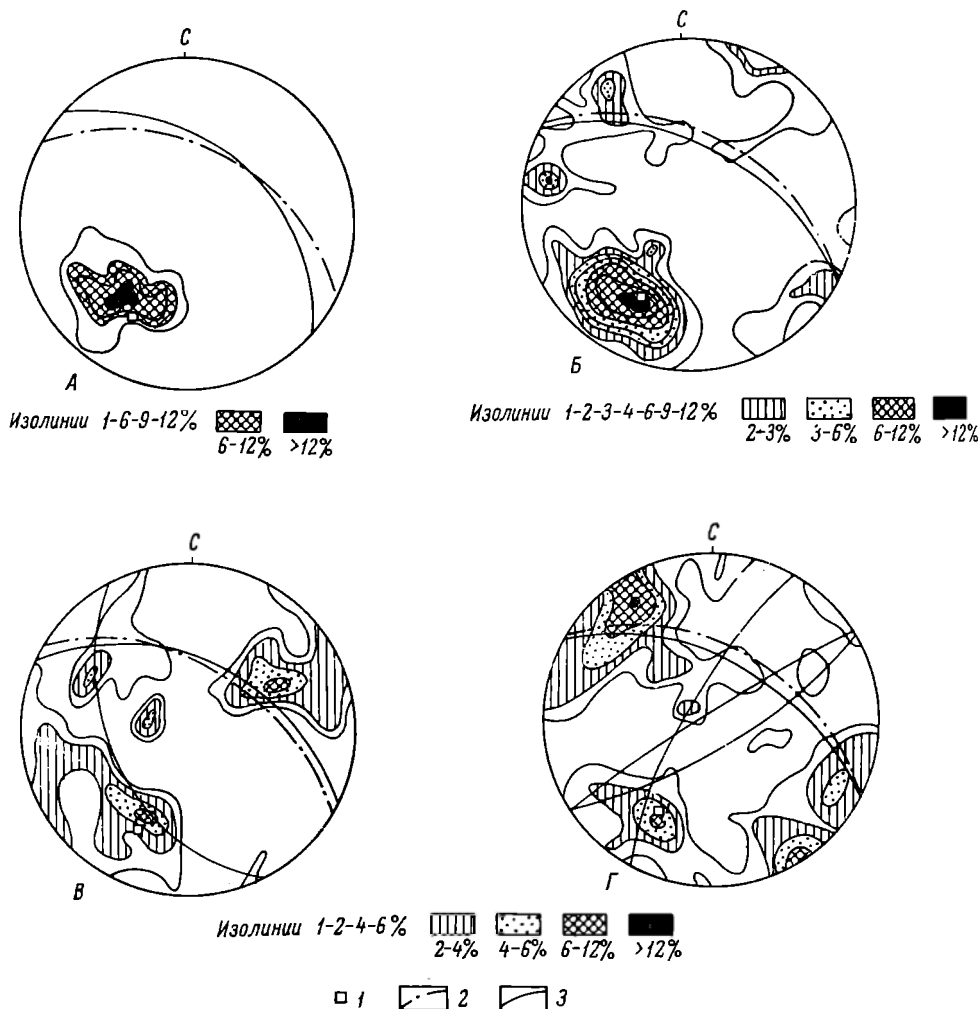 С
С
А
Б
Изолинии 1-6-9-12%
6-12% >12%
Изолинии 1-2-3-4-6-9-12%
2-3% 3-6% 6-12% >12%
С
С
В
Г
Изолинии 1-2-4-6%
2-4% 4-6% 6-12% >12%
1 2 3